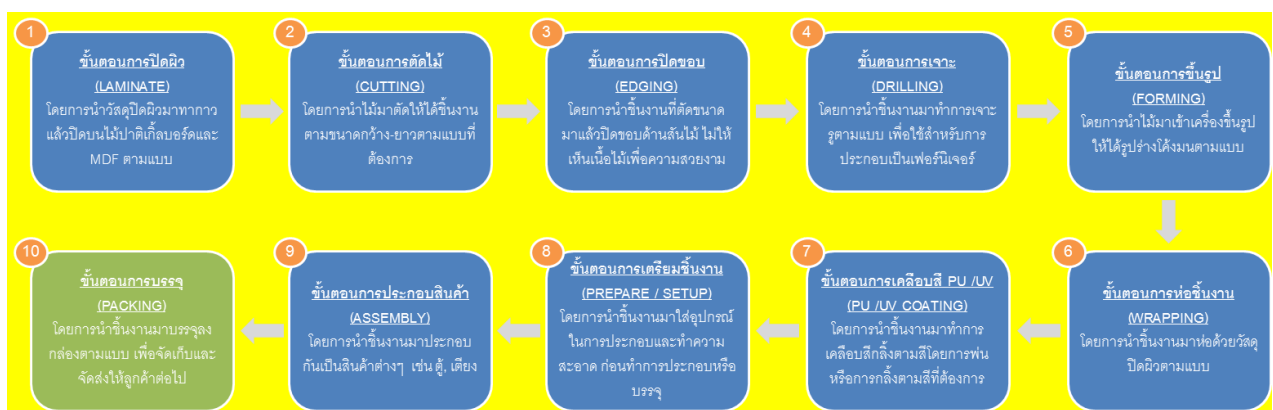 1
ขั้นตอนการปิดผิว
(LAMINATE)
โดยการนำวัสดุปิดผิวมาทากาว
แล้วปิดบนไม้ปาติเกิ้ลบอร์ดและ
MDF ตามแบบ
2
ขั้นตอนการตัดไม้
(CUTTING)
โดยการนำไม้มาตัดให้ได้ชิ้นงาน
ตามขนาดกว้าง-ยาวตามแบบที่
ต้องการ
3
ขั้นตอนการปิดขอบ
(EDGING)
โดยการนำชิ้นงานที่ตัดขนาด
มาแล้วปิดขอบด้านสันไม้ ไม่ให้
เห็นเนื้อไม้เพื่อความสวยงาม
4
ขั้นตอนการเจาะ
(DRILLING)
โดยการนำชิ้นงานมาทำการเจาะ
รูตามแบบ เพื่อใช้สำหรับการ
ประกอบเป็นเฟอร์นิเจอร์
5
ขั้นตอนการขึ้นรูป
(FORMING)
โดยการนำไม้มาเข้าเครื่องขึ้นรูป
ให้ได้รูปร่างโค้งมนตามแบบ
6
ขั้นตอนการห่อชิ้นงาน
(WRAPPING)
โดยการนำชิ้นงานมาห่อด้วยวัสดุ
ปิดผิวตามแบบ
7
ขั้นตอนการเคลือบสี PU /UV
(PU /UV COATING)
โดยการนำชิ้นงานมาทำการ
เคลือบสีกลิ้งตามสีโดยการพ่น
หรือการกลิ้งตามสีที่ต้องการ
8
ขั้นตอนการเตรียมชิ้นงาน
(PREPARE / SETUP)
โดยการนำชิ้นงานมาใส่อุปกรณ์
ในการประกอบและทำความ
สะอาด ก่อนทำการประกอบหรือ
บรรจุ
9
ขั้นตอนการประกอบสินค้า
(ASSEMBLY)
โดยการนำชิ้นงานมาประกอบ
กันเป็นสินค้าต่างๆ เช่น ตู้, เตียง
10
ขั้นตอนการบรรจุ
(PACKING)
โดยการนำชิ้นงานมาบรรจุลง
กล่องตามแบบ เพื่อจัดเก็บและ
จัดส่งให้ลูกค้าต่อไป